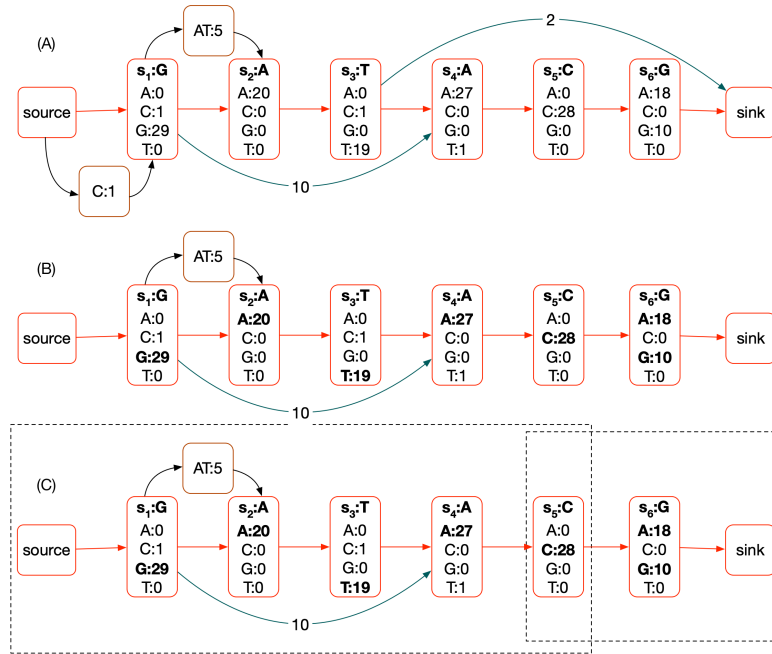 (A)
AT:5
2
source
s1:G
A:0
C:1
G:29
T:0
s2:A
A:20
C:0
G:0
T:0
s3:T
A:0
C:1
G:0
T:19
s4:A
A:27
C:0
G:0
T:1
s5:C
A:0
C:28
G:0
T:0
s6:G
A:18
C:0
G:10
T:0
sink
C:1
10
(B)
AT:5
source
s1:G
A:0
C:1
G:29
T:0
s2:A
A:20
C:0
G:0
T:0
s3:T
A:0
C:1
G:0
T:19
s4:A
A:27
C:0
G:0
T:1
s5:C
A:0
C:28
G:0
T:0
s6:G
A:18
C:0
G:10
T:0
sink
10
(C)
AT:5
source
s1:G
A:0
C:1
G:29
T:0
s2:A
A:20
C:0
G:0
T:0
s3:T
A:0
C:1
G:0
T:19
s4:A
A:27
C:0
G:0
T:1
s5:C
A:0
C:28
G:0
T:0
s6:G
A:18
C:0
G:10
T:0
sink
10